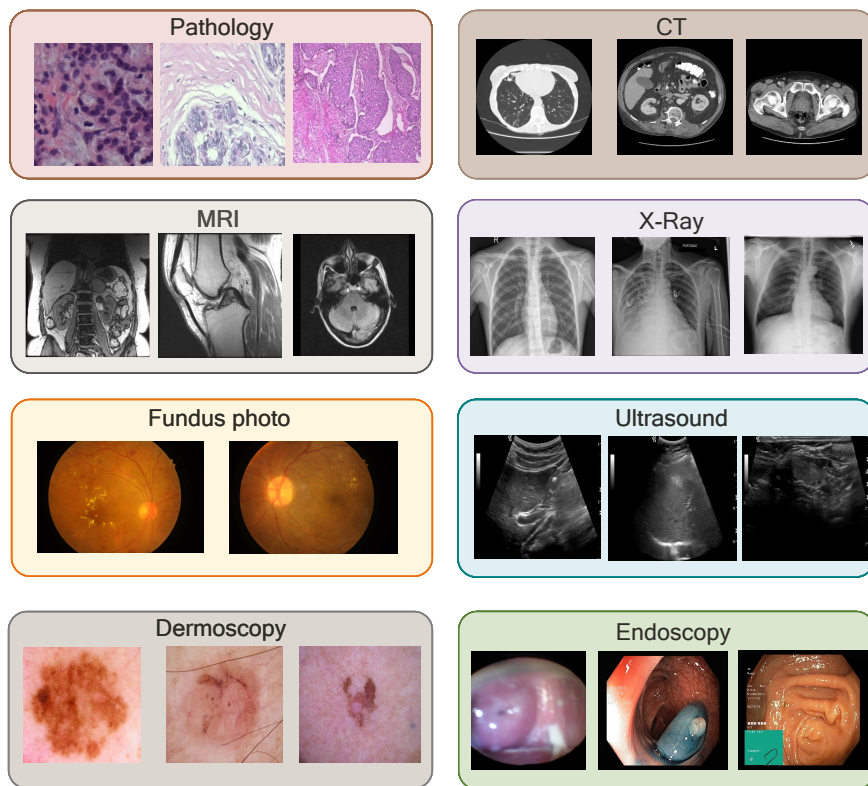 Pathology
CT
MRI
X-Ray
R
L
Fundus photo
Ultrasound
Dermoscopy
Endoscopy